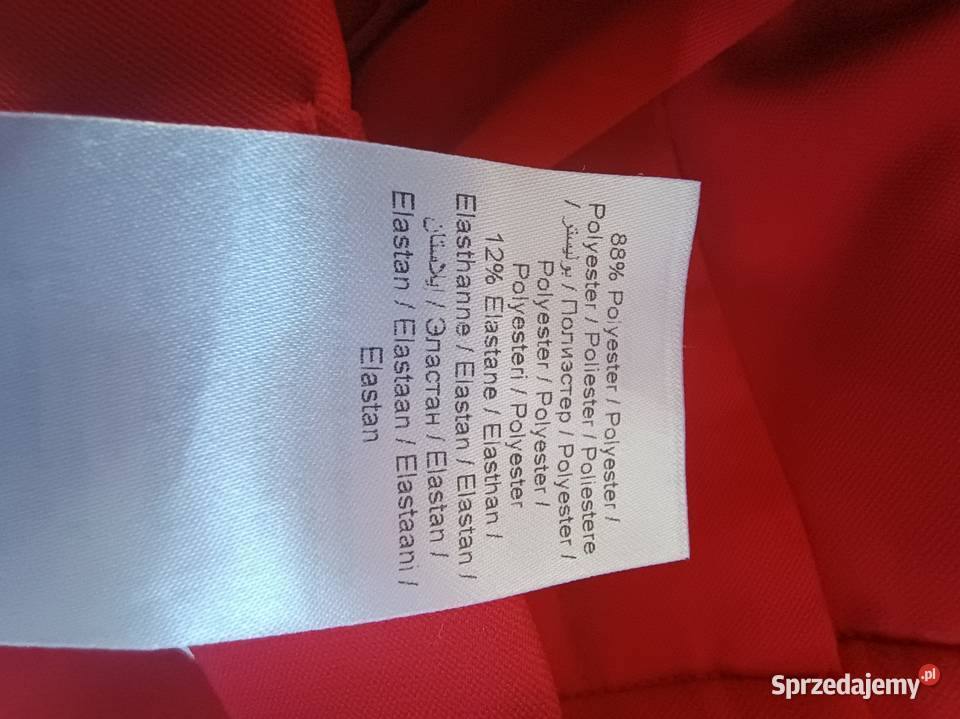 88% Polyester / Polyester /
Polyester / Poliester / Poliestere
/ بوليستر / Полиэстер / Polyester /
Polyester / Polyester /
Polyesteri / Polyester
12% Elastane / Elasthan /
Elasthanne / Elastan / Elastan /
إيلاستان / Эластан / Elastan /
Elastan / Elastaan / Elastaani /
Elastan
Sprzedajemy.pl